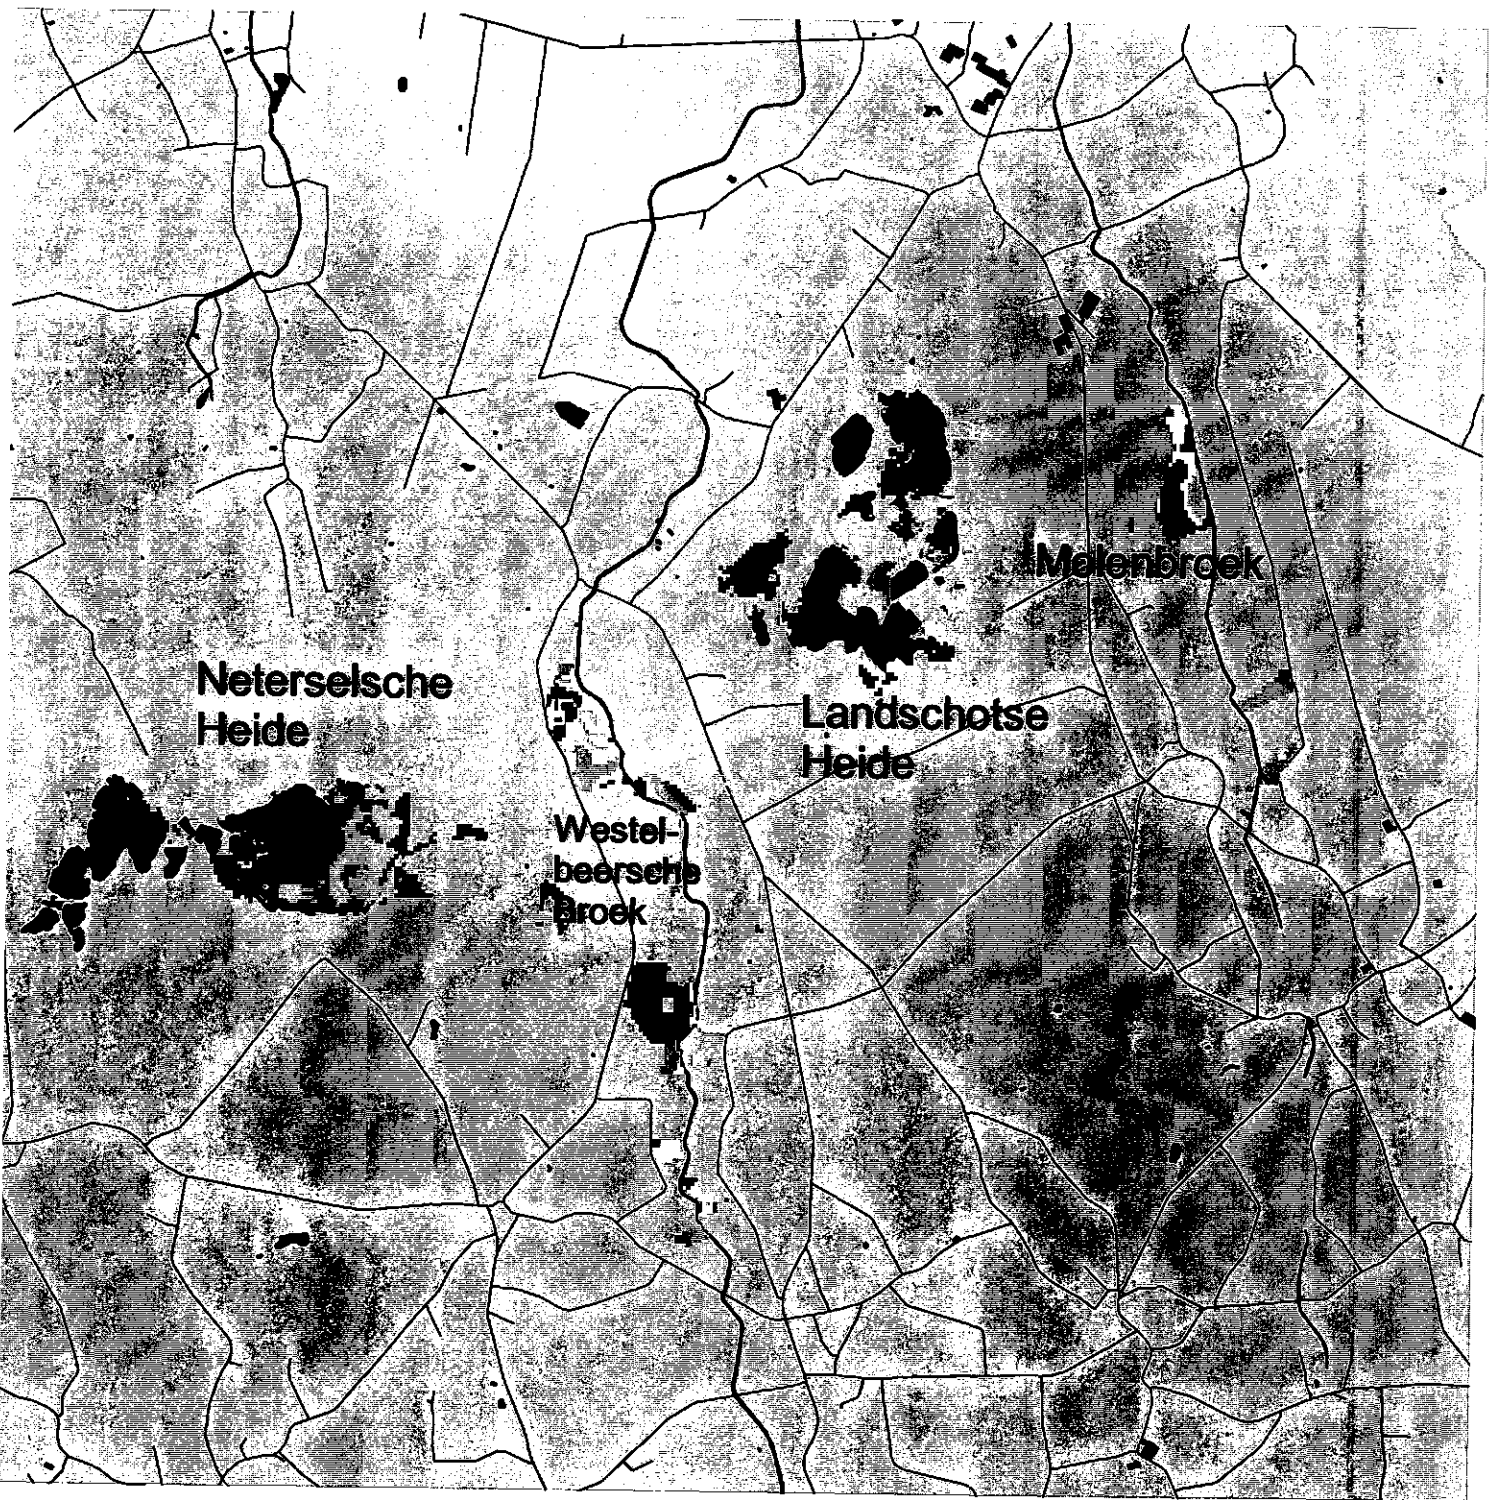 Molenbroek
Neterselsche
Heide
Landschotse
Heide
Westel-
beersche
Broek